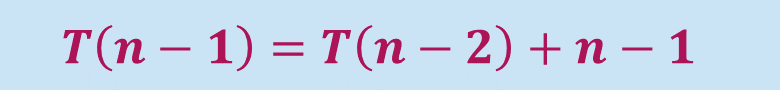 T(n − 1) = T(n − 2) + n − 1